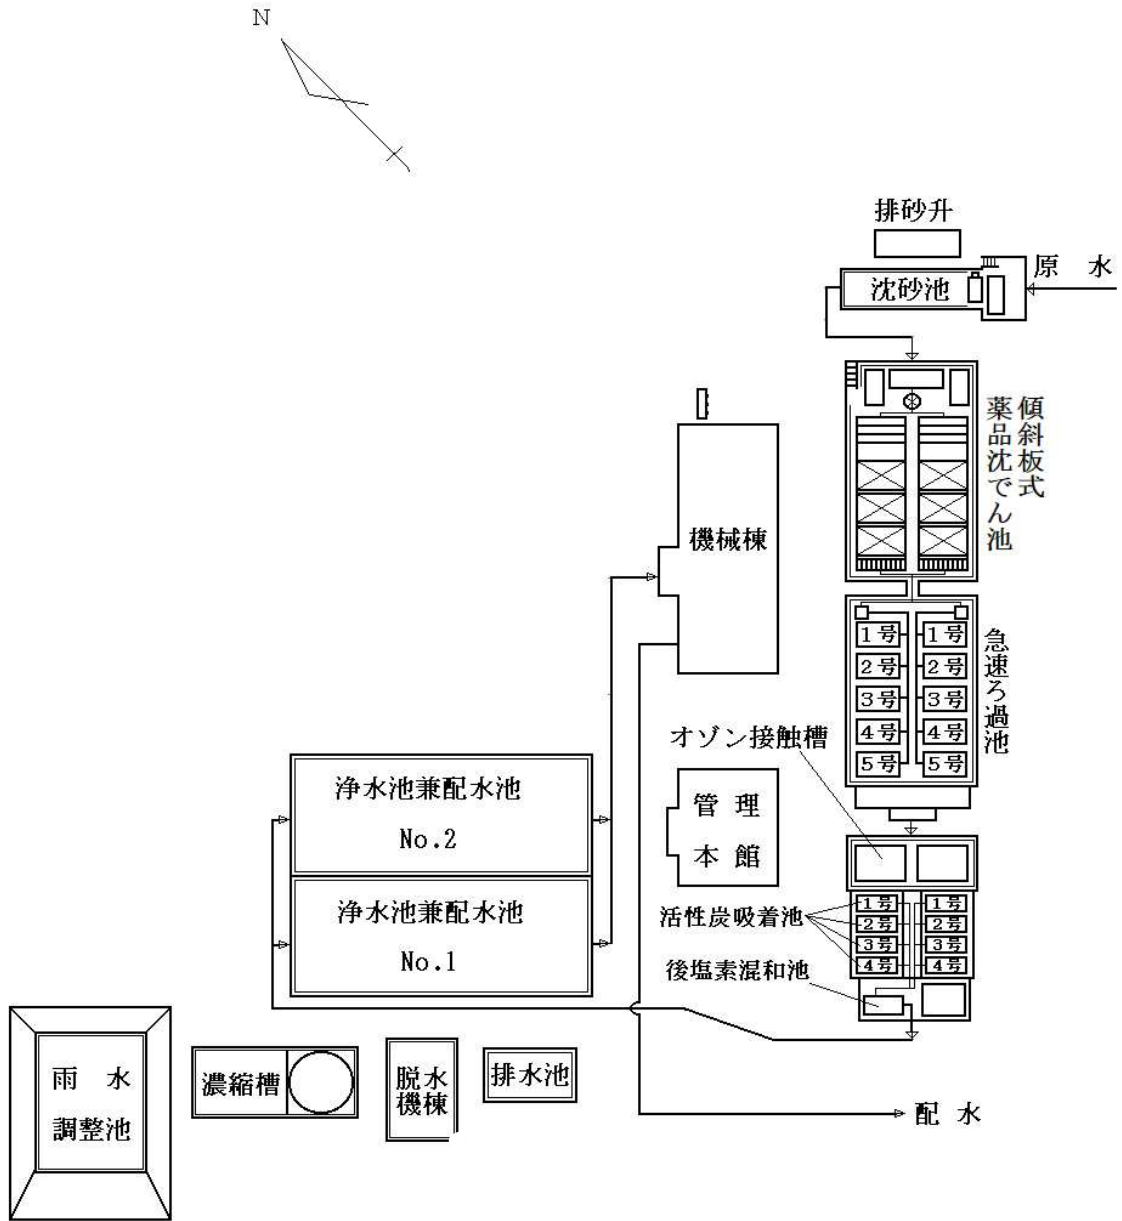 N
排砂升
原 水
沈砂池
傾斜板式
薬品沈でん池
機械棟
急速ろ過池
1号 1号
2号 2号
3号 3号
4号 4号
5号 5号
オゾン接触槽
管 理
本 館
浄水池兼配水池
No.2
浄水池兼配水池
No.1
活性炭吸着池
1号 1号
2号 2号
3号 3号
4号 4号
後塩素混和池
雨 水
調整池
濃縮槽
脱水
機棟
排水池
配 水